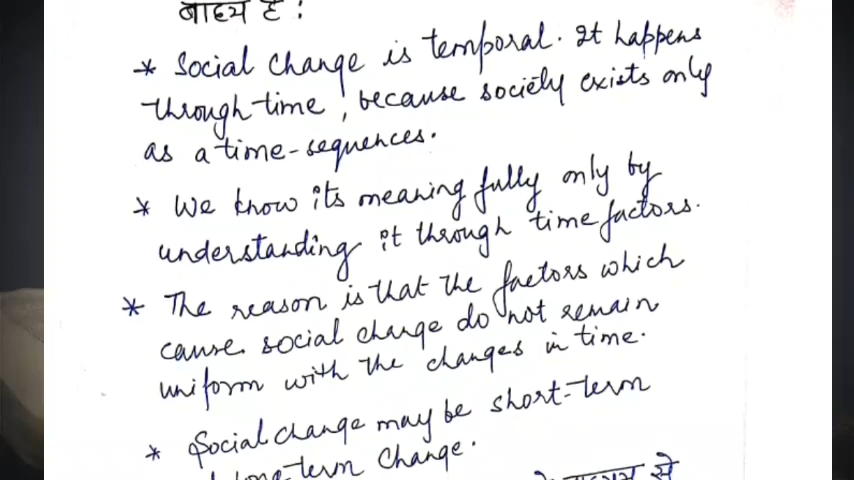 बाध्य है :
* Social change is temporal. It happens
through time, because society exists only
as a time-sequences.
* We know its meaning fully only by
understanding it through time factors.
* The reason is that the factors which
cause social change do not remain
uniform with the changes in time.
* Social change may be short-term
long-term change.
से